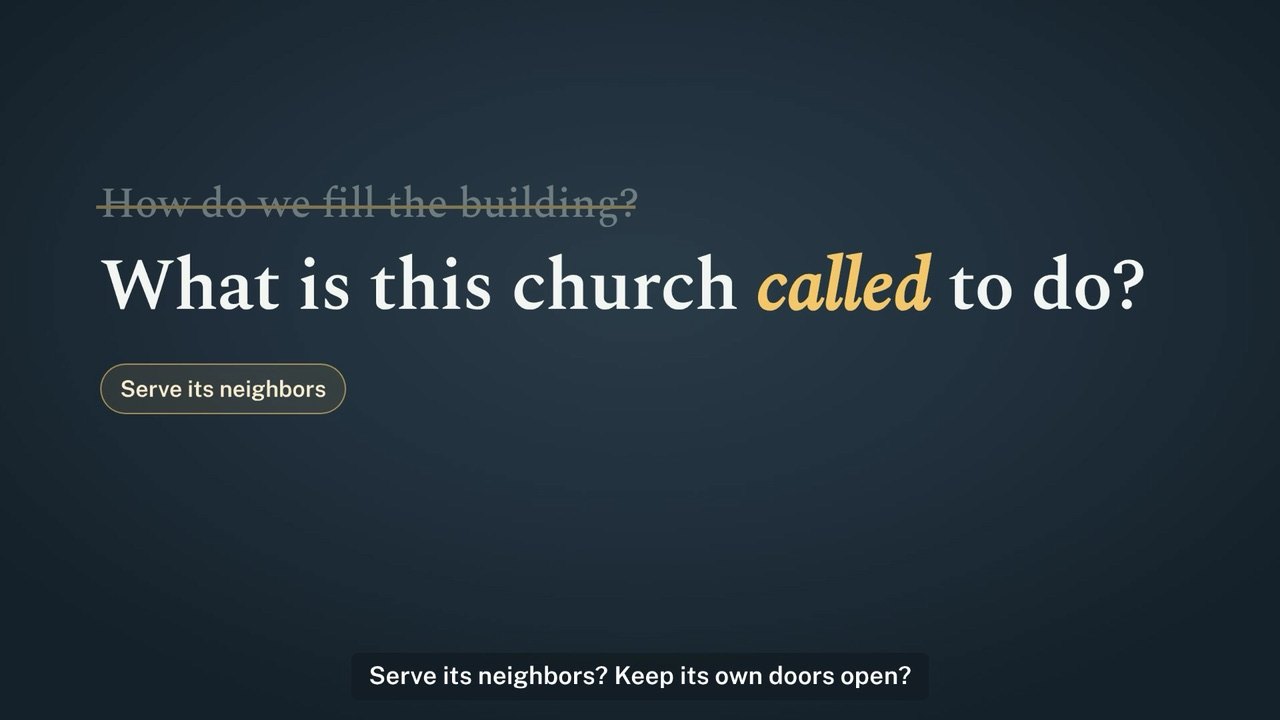 How do we fill the building?
What is this church called to do?
Serve its neighbors
Serve its neighbors? Keep its own doors open?